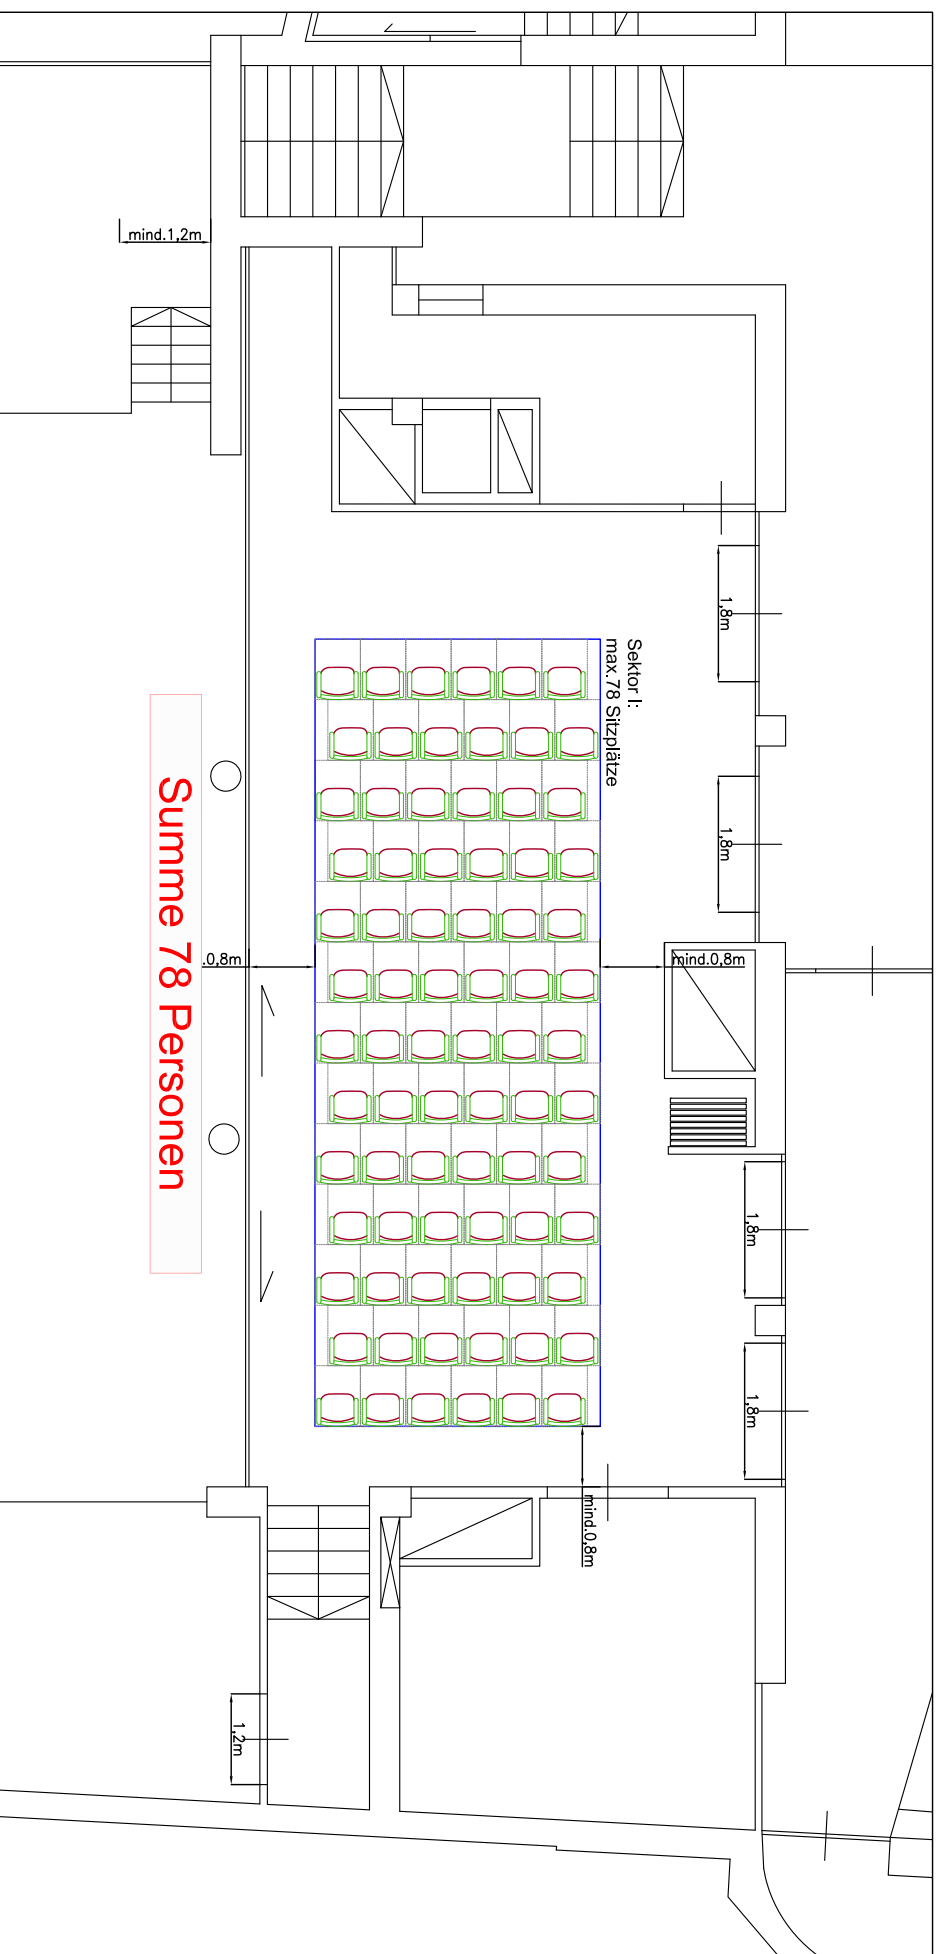 mind.1,2m
1,8m
Sektor I:
max.78 Sitzplätze
1,8m
Summe 78 Personen
.0,8m
mind.0,8m
1,8m
1,8m
mind.0,8m
1,2m